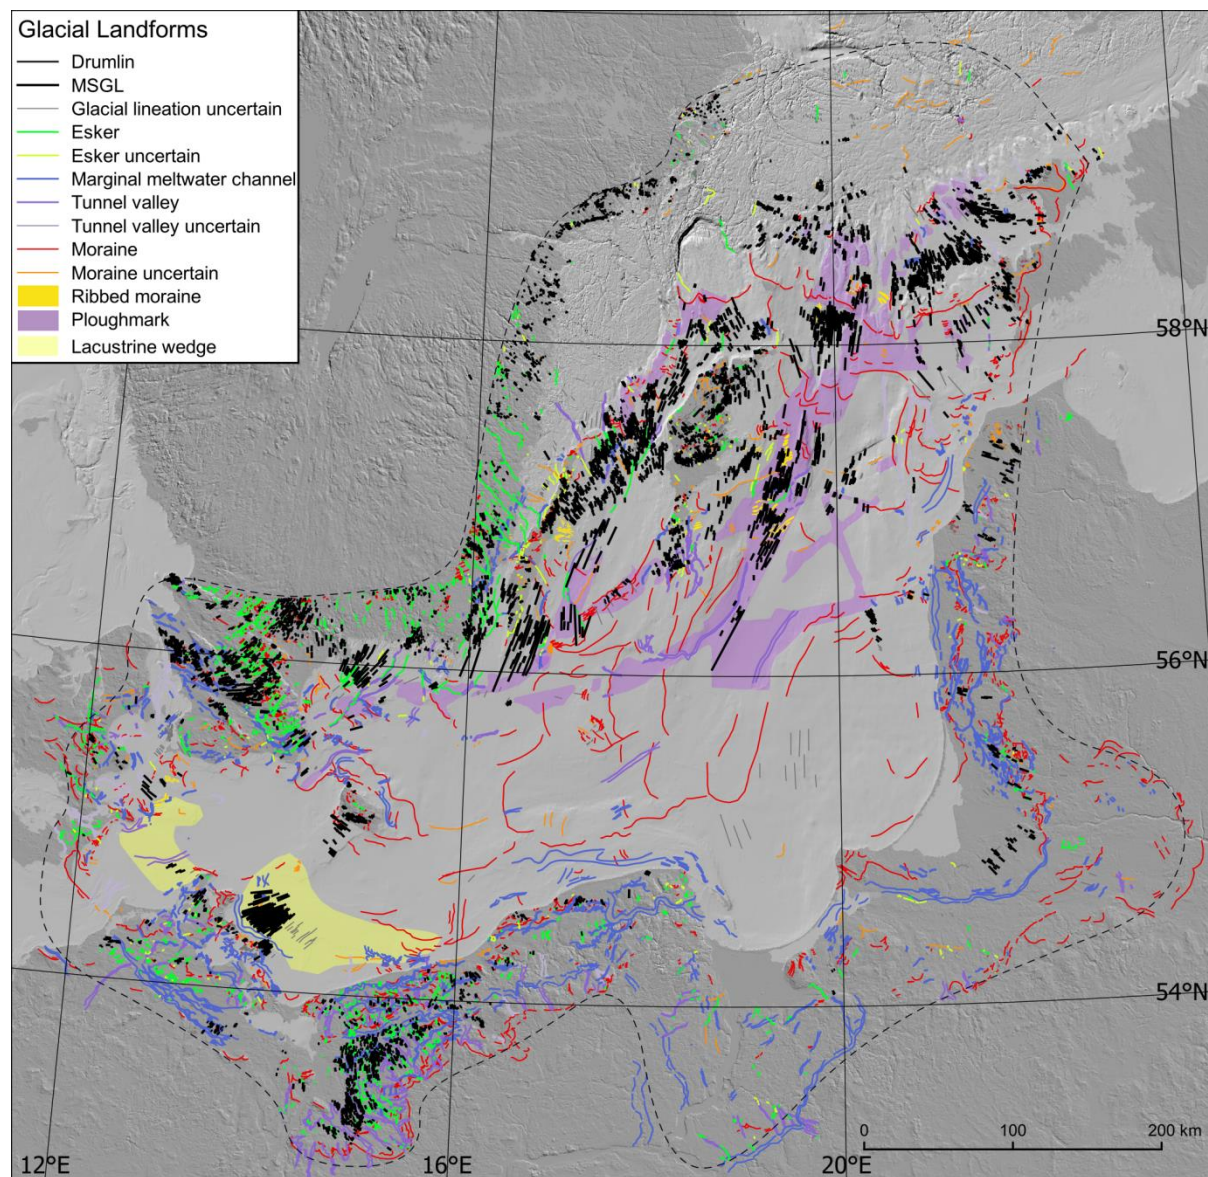 Glacial Landforms
Drumlin
MSGL
Glacial lineation uncertain
Esker
Esker uncertain
Marginal meltwater channel
Tunnel valley
Tunnel valley uncertain
Moraine
Moraine uncertain
Ribbed moraine
Ploughmark
Lacustrine wedge
58°N
56°N
54°N
0 100 200 km
12°E 16°E 20°E